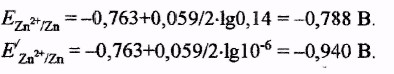 E_{Zn²⁺/Zn} = –0,763+0,059/2·lg0,14 = –0,788 В.
E′_{Zn²⁺/Zn} = –0,763+0,059/2·lg10⁻⁶ = –0,940 В.